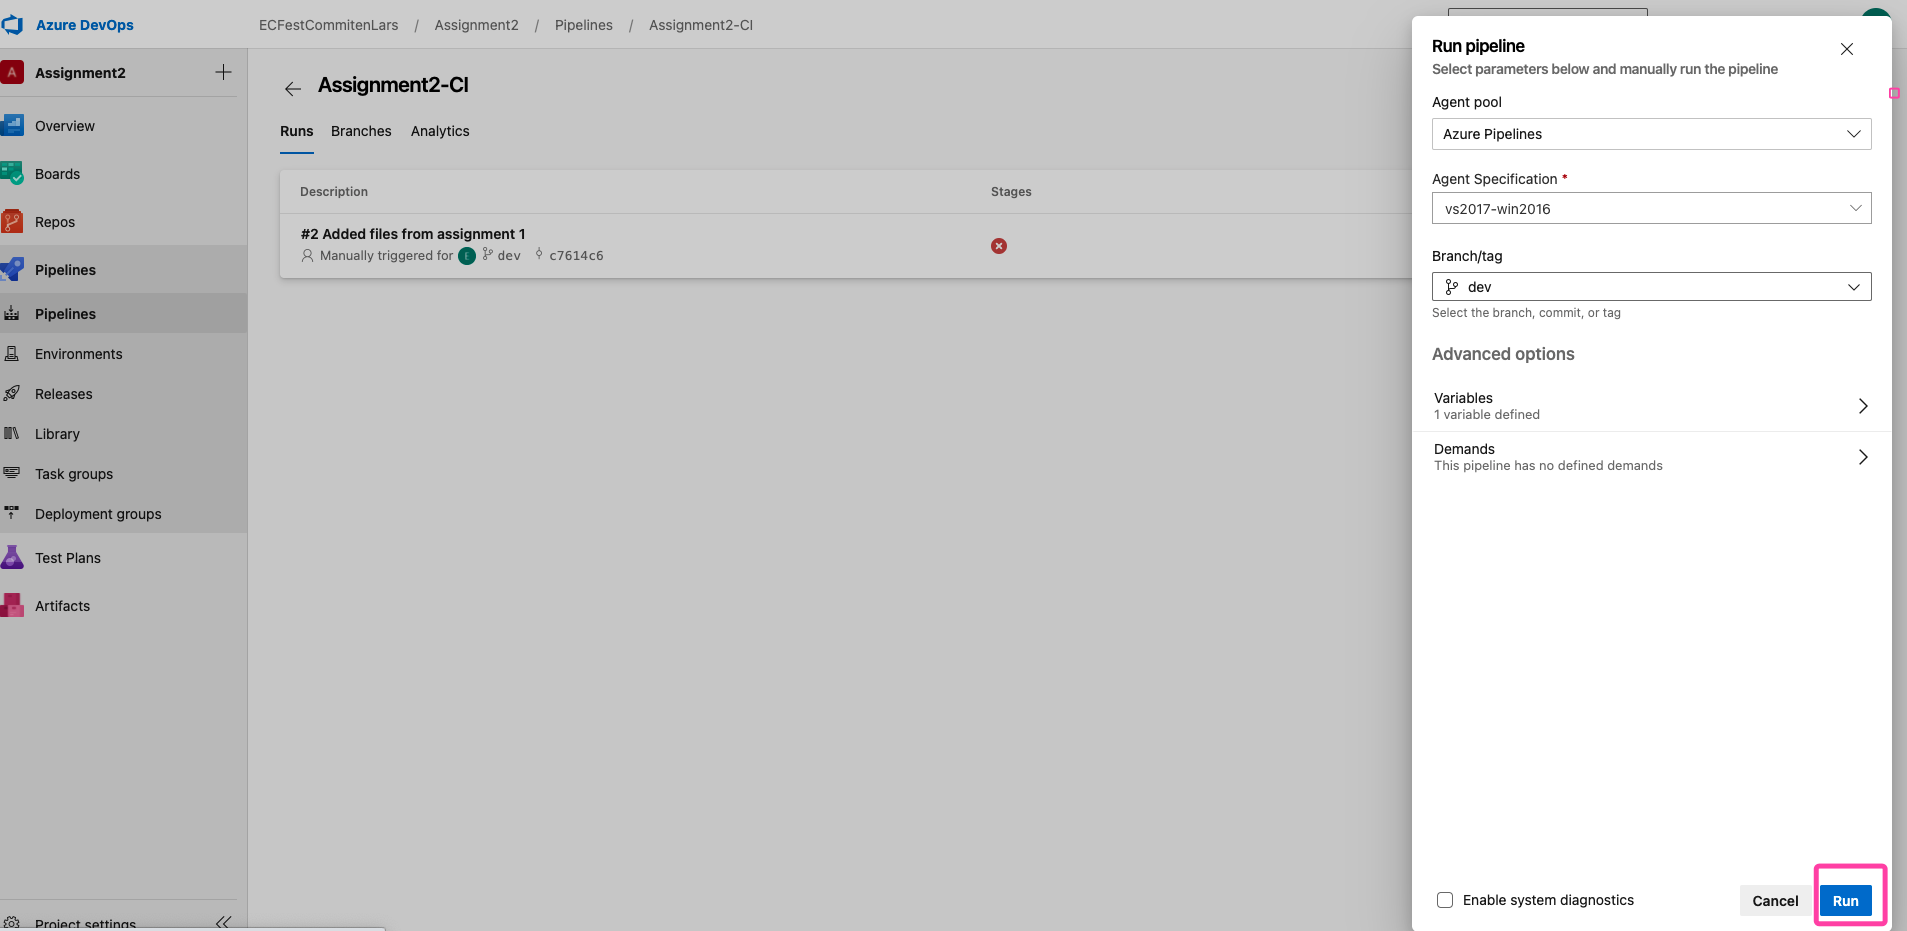 Azure DevOps
ECFestCommitenLars / Assignment2 / Pipelines / Assignment2-CI
A Assignment2
Overview
Boards
Repos
Pipelines
Pipelines
Environments
Releases
Library
Task groups
Deployment groups
Test Plans
Artifacts
Project settings
Assignment2-CI
Runs Branches Analytics
Description Stages
#2 Added files from assignment 1
Manually triggered for E dev c7614c6
Run pipeline
Select parameters below and manually run the pipeline
Agent pool
Azure Pipelines
Agent Specification *
vs2017-win2016
Branch/tag
dev
Select the branch, commit, or tag
Advanced options
Variables
1 variable defined
Demands
This pipeline has no defined demands
Enable system diagnostics
Cancel Run